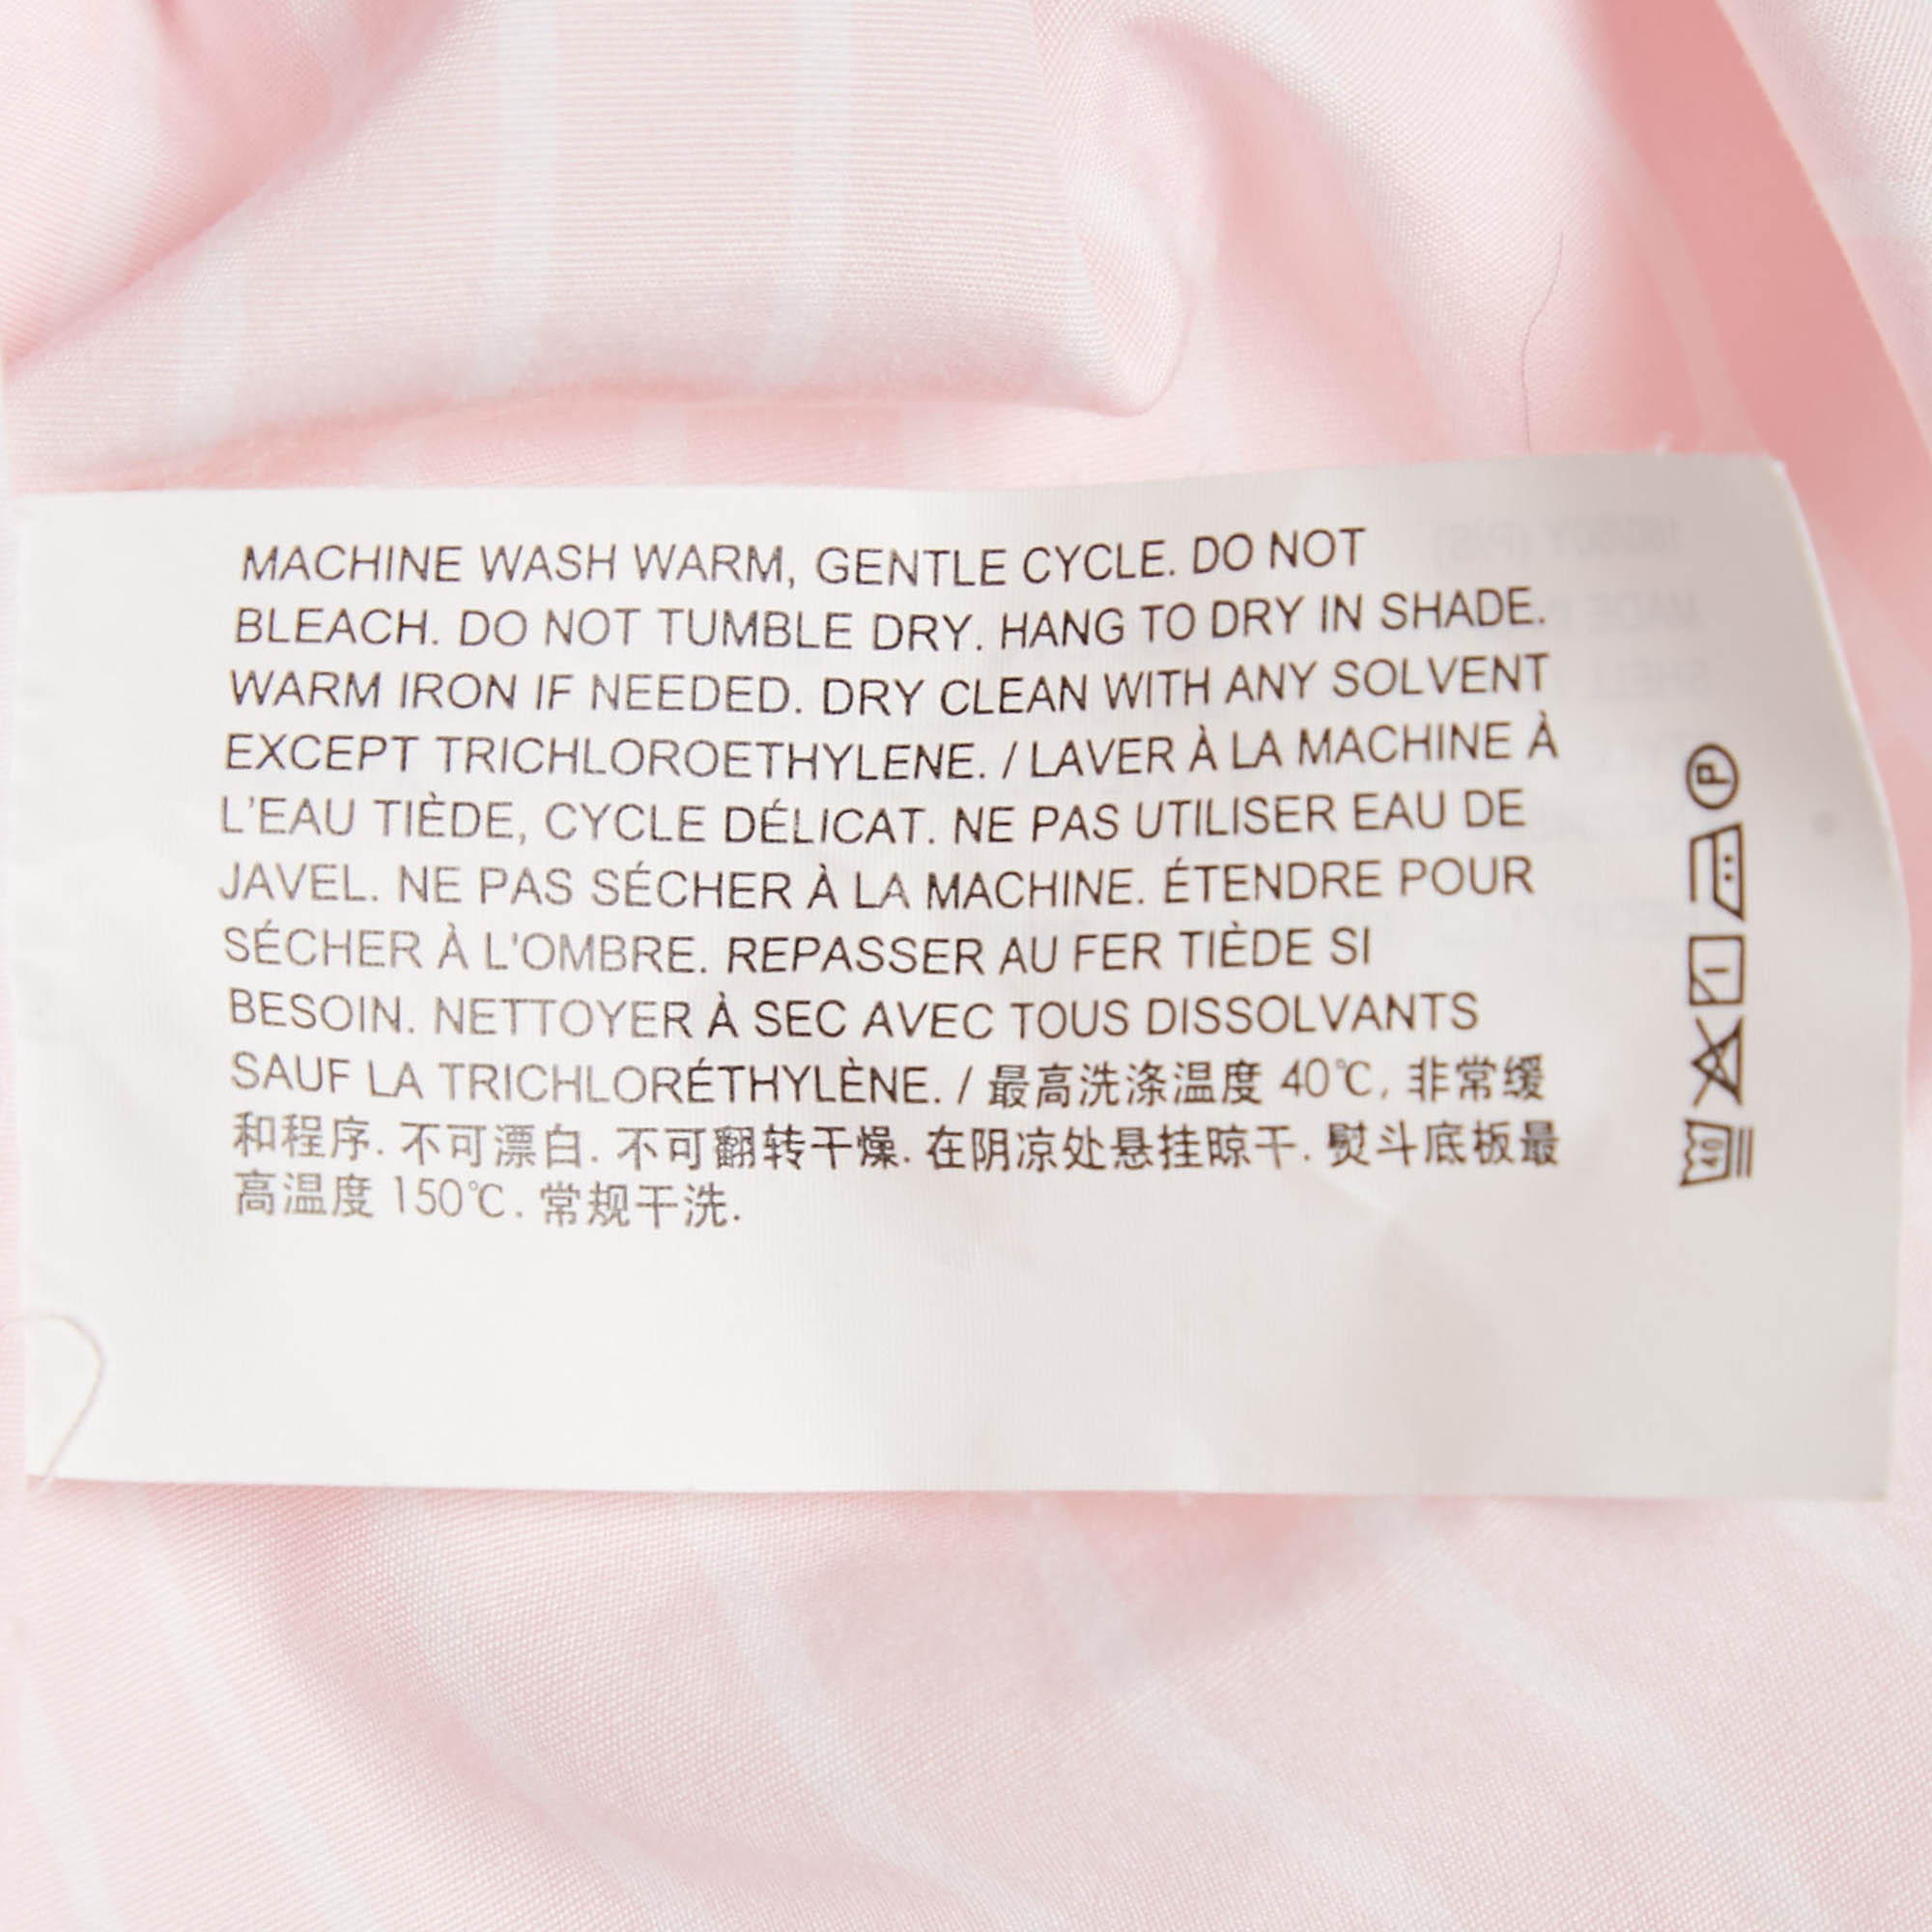 MACHINE WASH WARM, GENTLE CYCLE. DO NOT
BLEACH. DO NOT TUMBLE DRY. HANG TO DRY IN SHADE.
WARM IRON IF NEEDED. DRY CLEAN WITH ANY SOLVENT
EXCEPT TRICHLOROETHYLENE. / LAVER À LA MACHINE À
L'EAU TIÈDE, CYCLE DÉLICAT. NE PAS UTILISER EAU DE
JAVEL. NE PAS SÉCHER À LA MACHINE. ÉTENDRE POUR
SÉCHER À L'OMBRE. REPASSER AU FER TIÈDE SI
BESOIN. NETTOYER À SEC AVEC TOUS DISSOLVANTS
SAUF LA TRICHLORÉTHYLÈNE. / 最高洗涤温度 40℃, 非常缓
和程序. 不可漂白. 不可翻转干燥. 在阴凉处悬挂晾干. 熨斗底板最
高温度 150℃. 常规干洗.
P